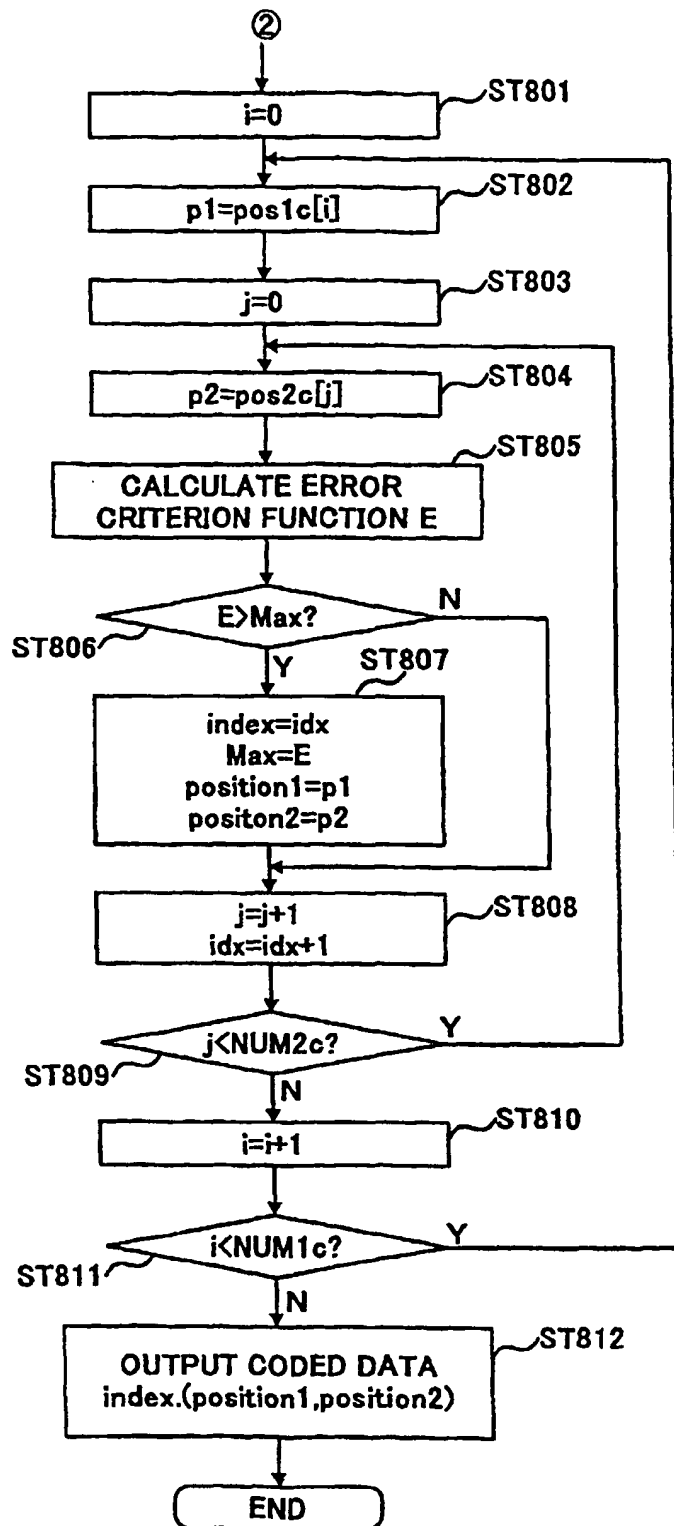 ②
i=0
ST801
p1=pos1c[i]
ST802
j=0
ST803
p2=pos2c[j]
ST804
ST805
CALCULATE ERROR
CRITERION FUNCTION E
E>Max?
N
ST806
Y
ST807
index=idx
Max=E
position1=p1
positon2=p2
j=j+1
idx=idx+1
ST808
j<NUM2c?
Y
ST809
N
i=i+1
ST810
i<NUM1c?
Y
ST811
N
ST812
OUTPUT CODED DATA
index.(position1,position2)
END